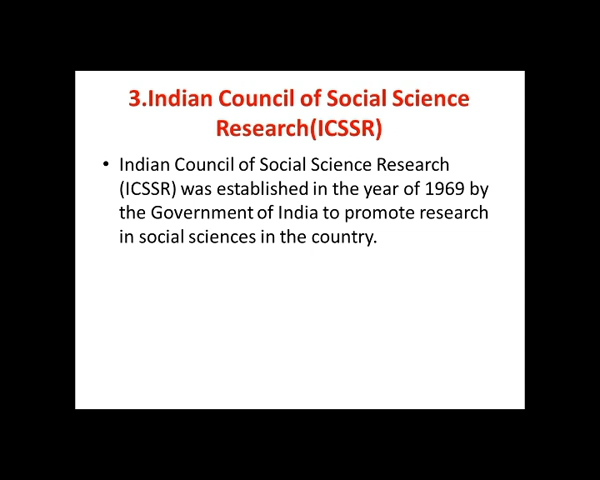 3.Indian Council of Social Science
Research(ICSSR)
• Indian Council of Social Science Research
(ICSSR) was established in the year of 1969 by
the Government of India to promote research
in social sciences in the country.